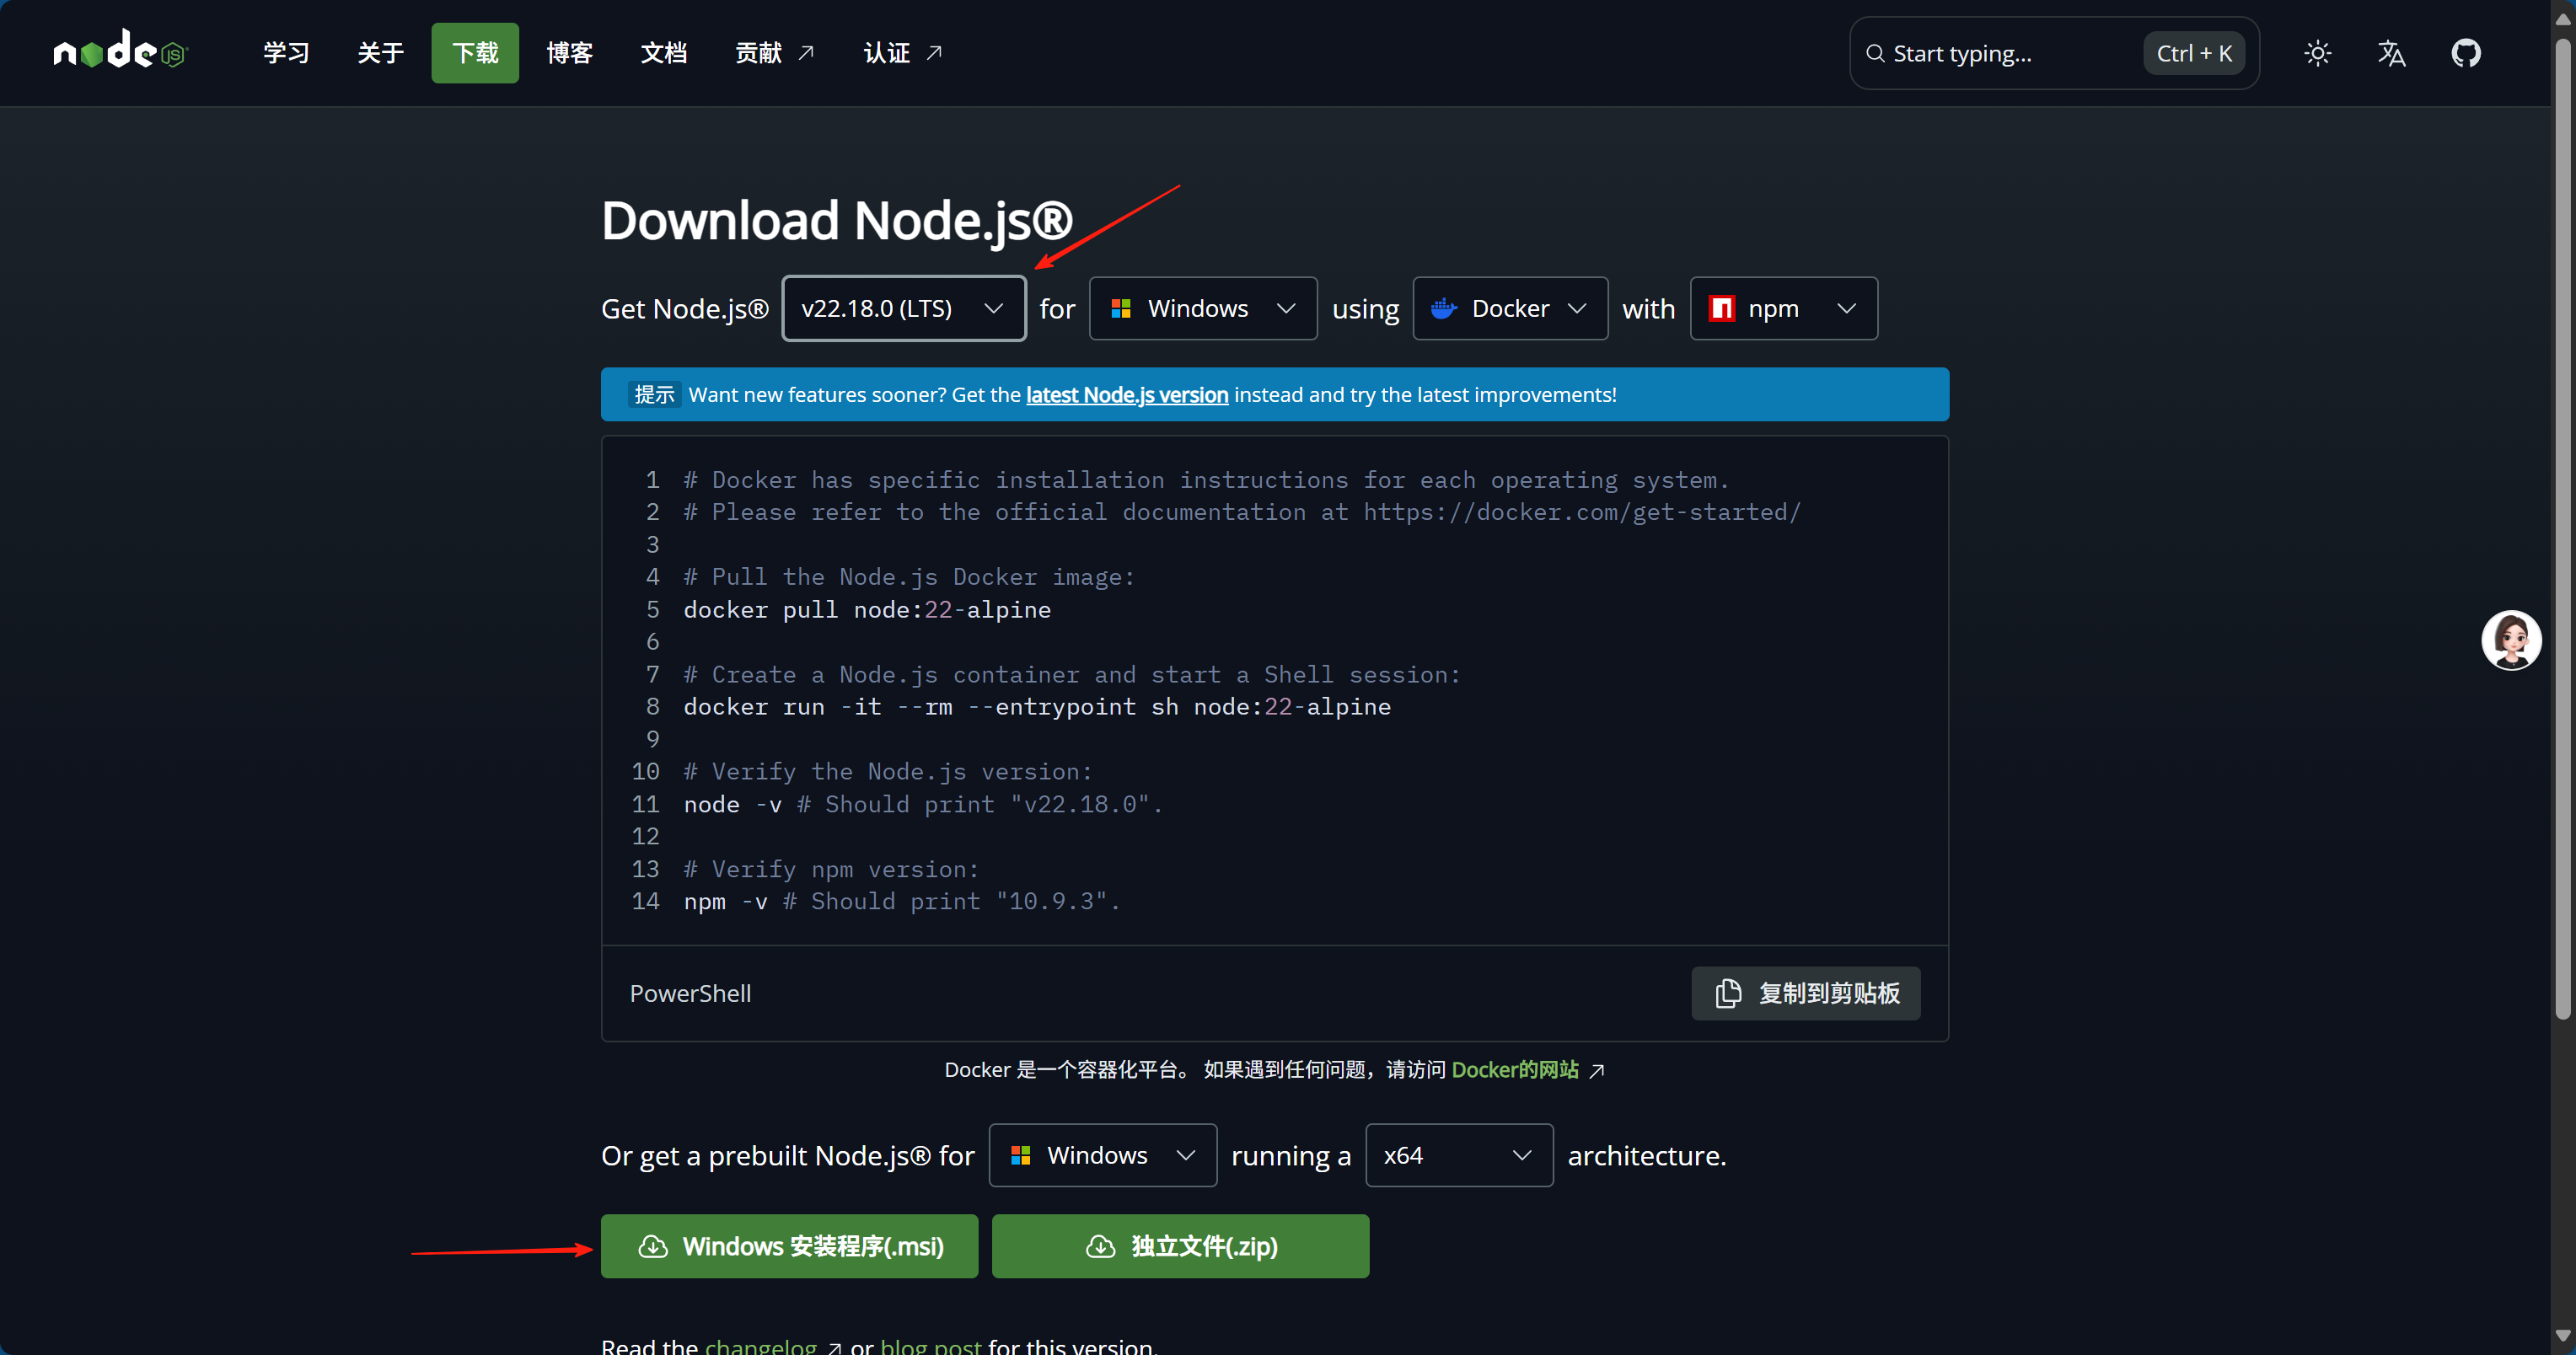 node JS
学习 关于 下载 博客 文档 贡献 认证 Start typing... Ctrl + K
Download Node.js®
Get Node.js® v22.18.0 (LTS) for Windows using Docker with npm
提示 Want new features sooner? Get the latest Node.js version instead and try the latest improvements!
1 # Docker has specific installation instructions for each operating system.
2 # Please refer to the official documentation at https://docker.com/get-started/
3
4 # Pull the Node.js Docker image:
5 docker pull node:22-alpine
6
7 # Create a Node.js container and start a Shell session:
8 docker run -it --rm --entrypoint sh node:22-alpine
9
10 # Verify the Node.js version:
11 node -v # Should print "v22.18.0".
12
13 # Verify npm version:
14 npm -v # Should print "10.9.3".
PowerShell 复制到剪贴板
Docker 是一个容器化平台。 如果遇到任何问题，请访问 Docker的网站
Or get a prebuilt Node.js® for Windows running a x64 architecture.
Windows 安装程序(.msi) 独立文件(.zip)
Read the changelog or blog post for this version.